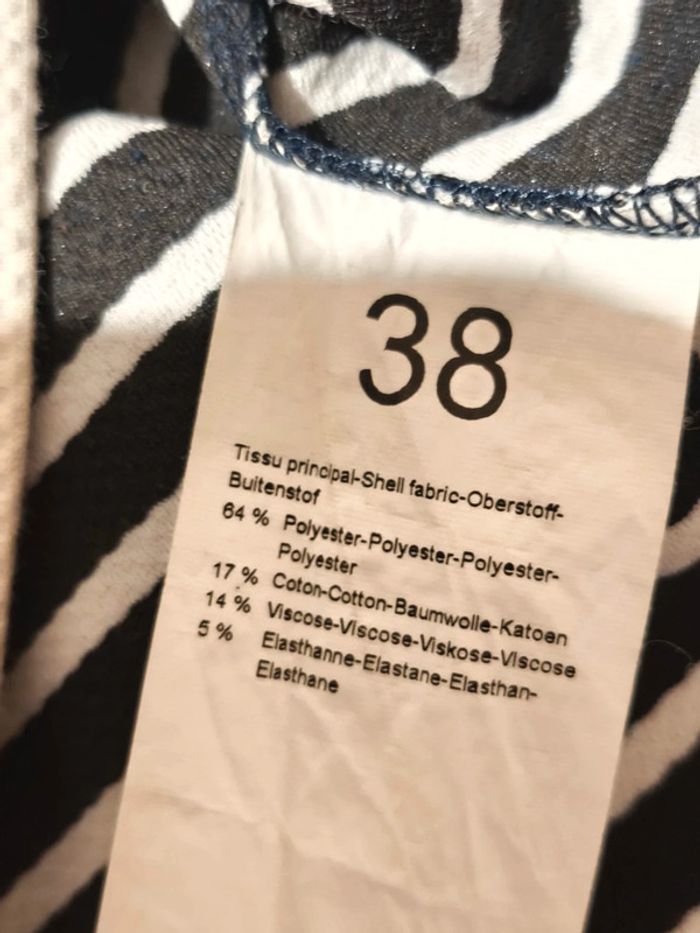 38
Tissu principal-Shell fabric-Oberstoff-
Buitenstof
64 % Polyester-Polyester-Polyester-
Polyester
17 % Coton-Cotton-Baumwolle-Katoen
14 % Viscose-Viscose-Viskose-Viscose
5 % Elasthanne-Elastane-Elasthan-
Elasthane